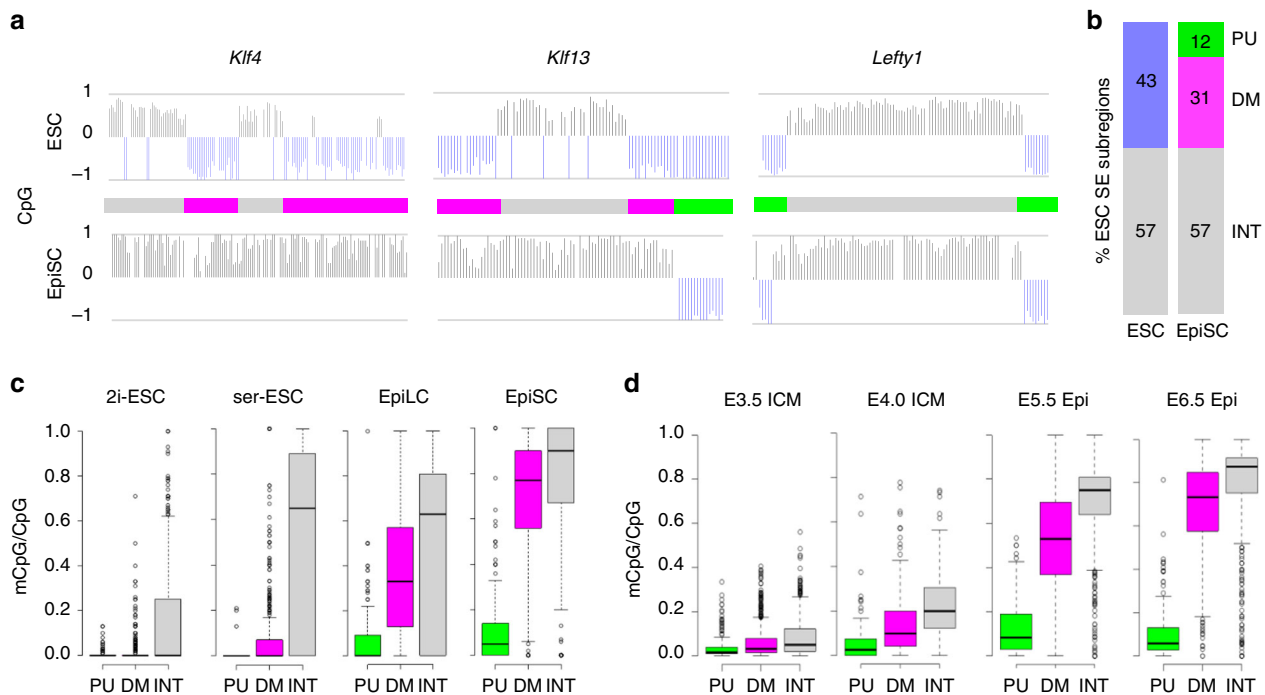 a
Klf4
Klf13
Lefty1
ESC
1
0
−1
CpG
EpiSC
1
0
−1
b
% ESC SE subregions
43
57
12
31
57
PU
DM
INT
ESC EpiSC
c
2i-ESC
ser-ESC
EpiLC
EpiSC
mCpG/CpG
1.0
0.8
0.6
0.4
0.2
0.0
PU DM INT
PU DM INT
PU DM INT
PU DM INT
d
E3.5 ICM
E4.0 ICM
E5.5 Epi
E6.5 Epi
mCpG/CpG
1.0
0.8
0.6
0.4
0.2
0.0
PU DM INT
PU DM INT
PU DM INT
PU DM INT